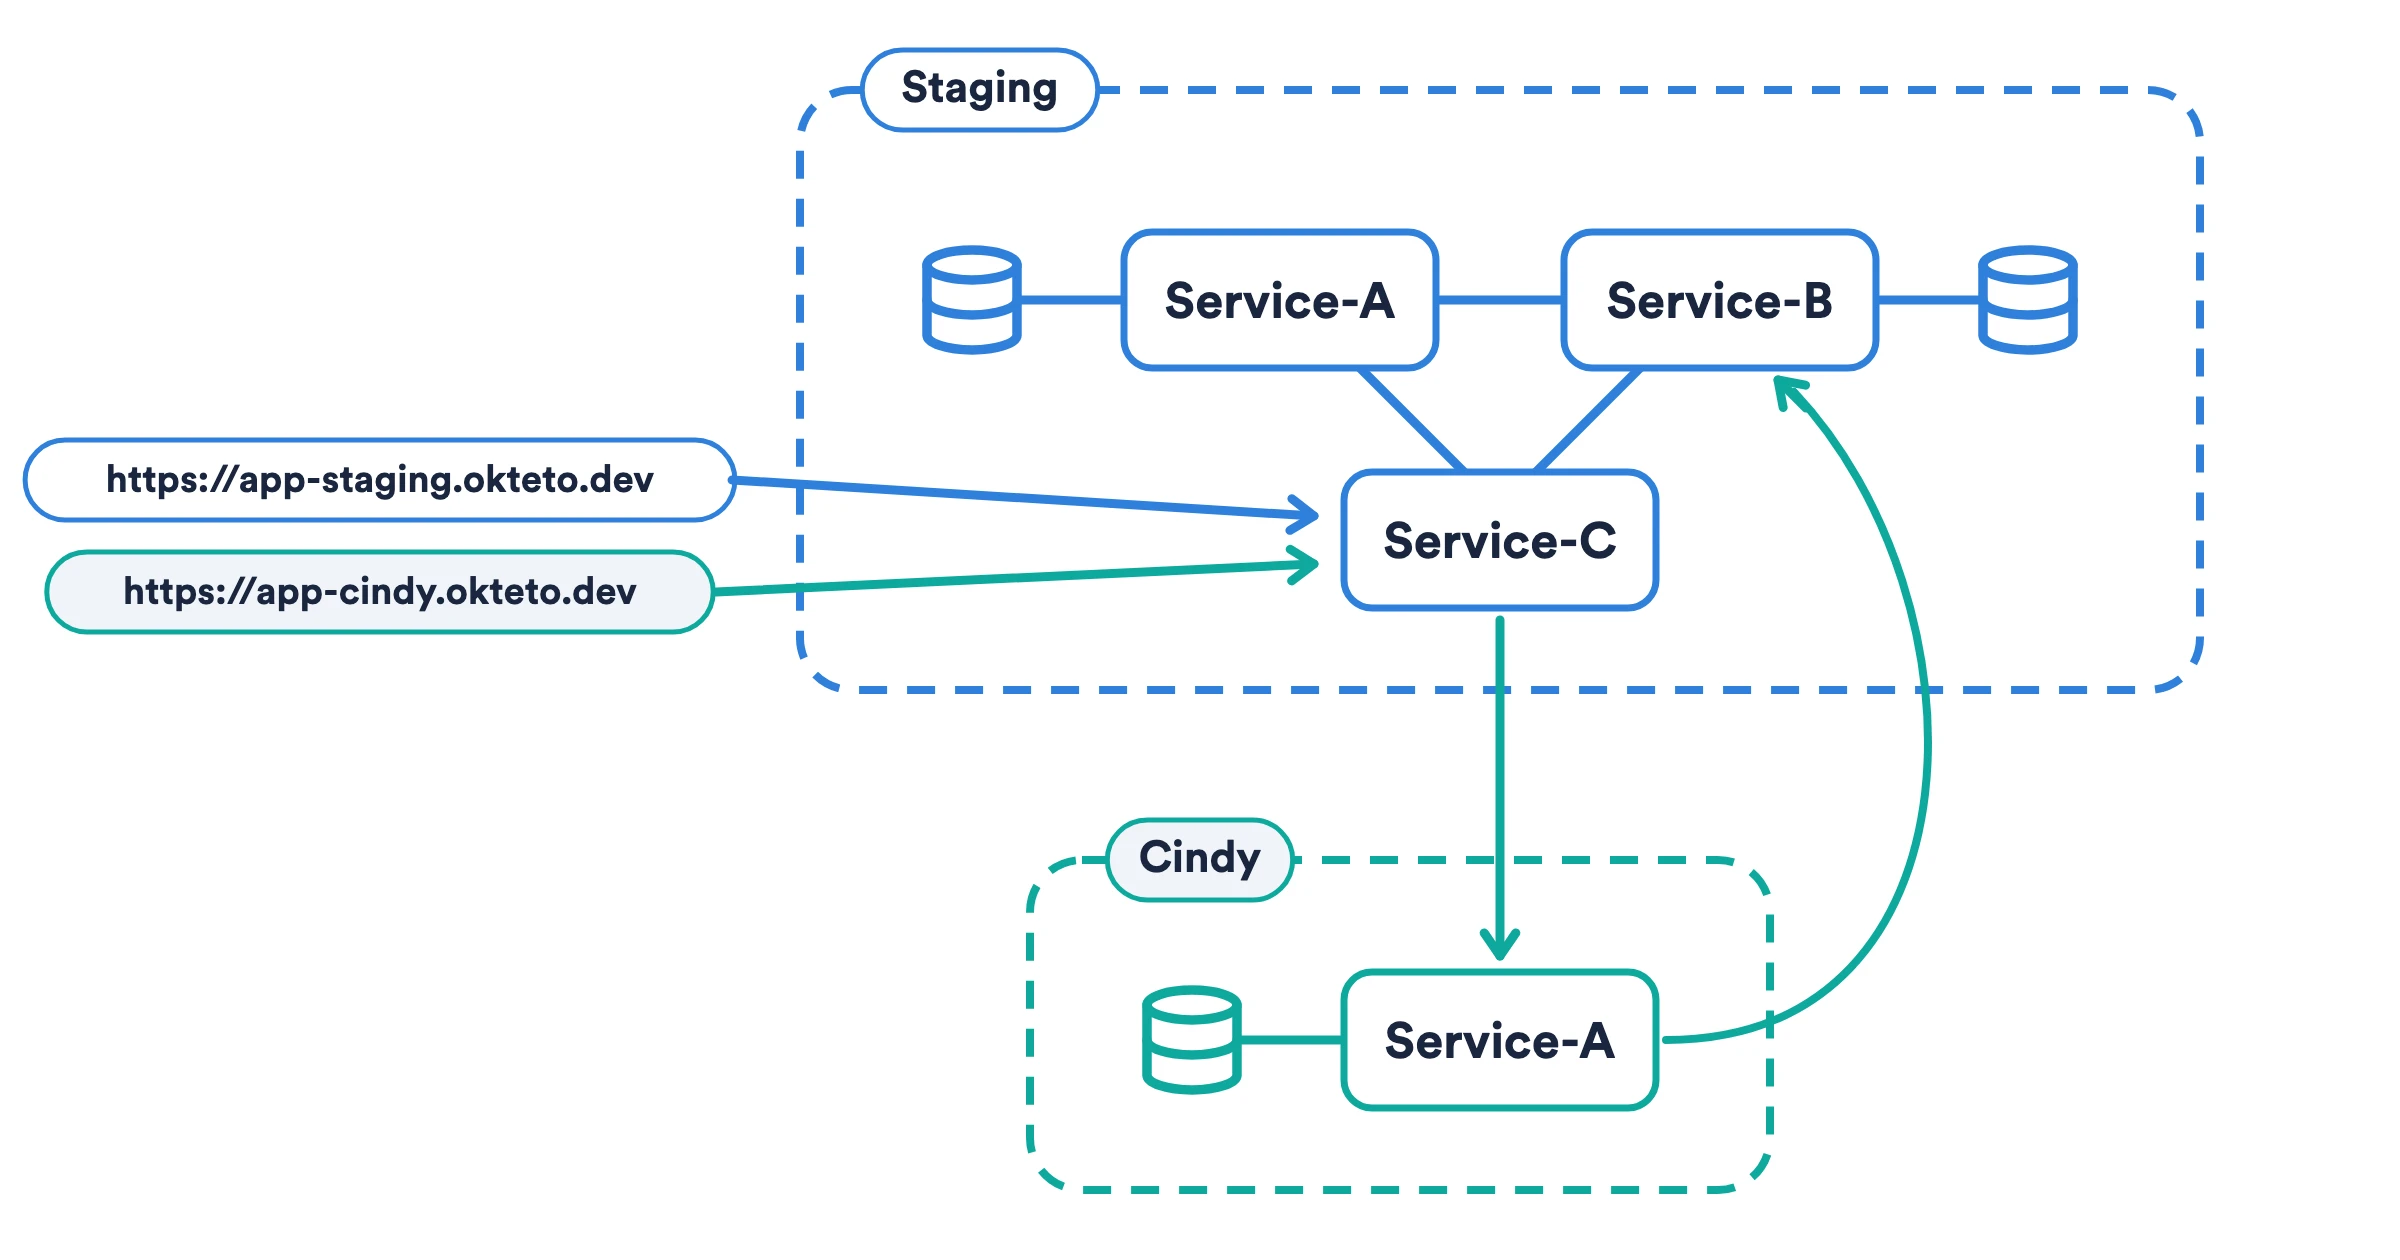 Staging
Service-A
Service-B
https://app-staging.okteto.dev
Service-C
https://app-cindy.okteto.dev
Cindy
Service-A